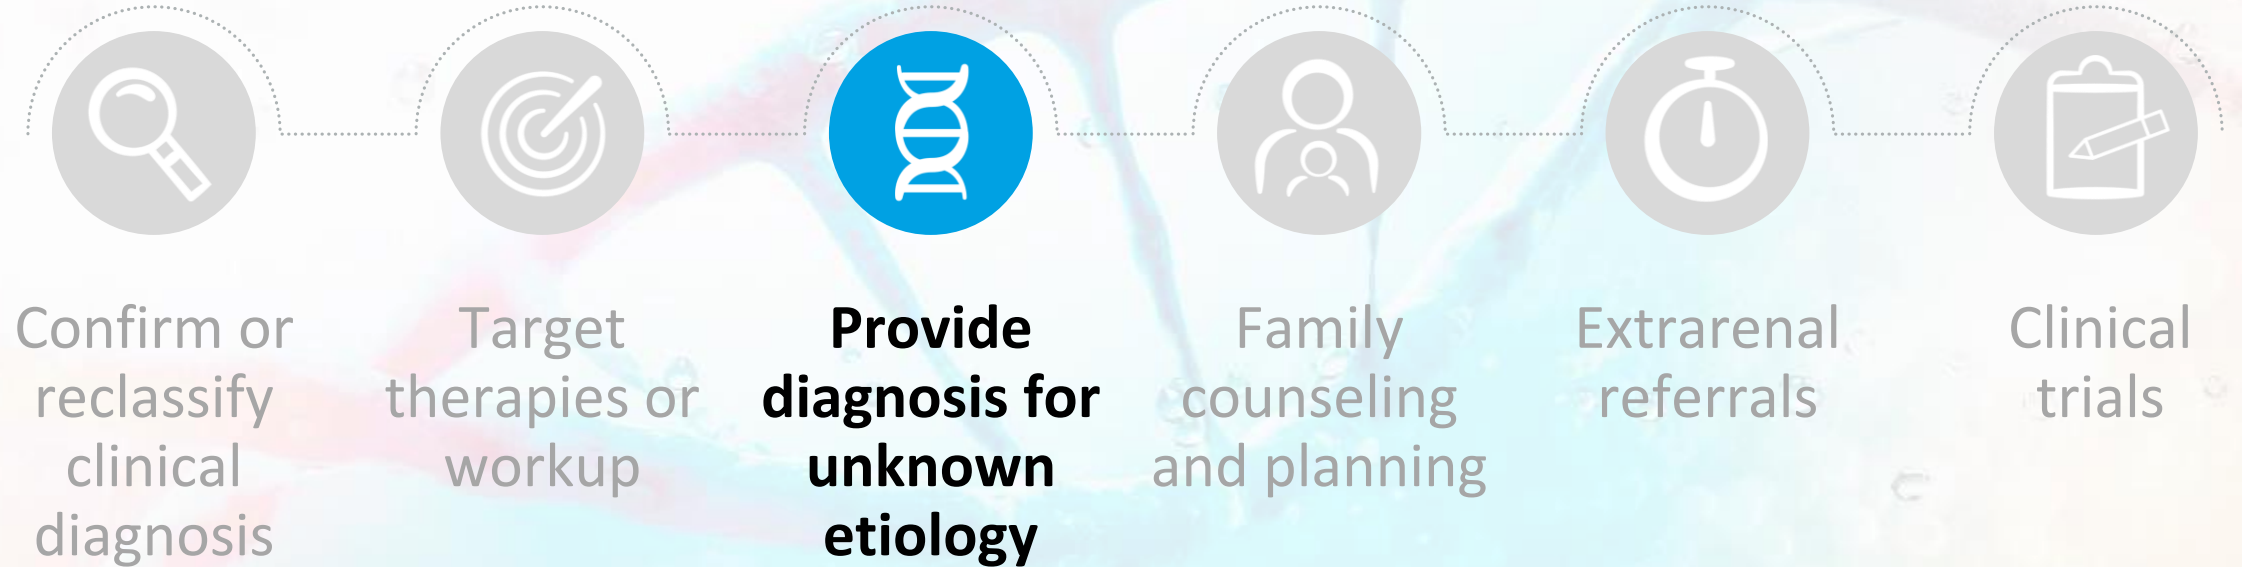 Confirm or
reclassify
clinical
diagnosis
Target
therapies or
workup
Provide
diagnosis for
unknown
etiology
Family
counseling
and planning
Extrarenal
referrals
Clinical
trials